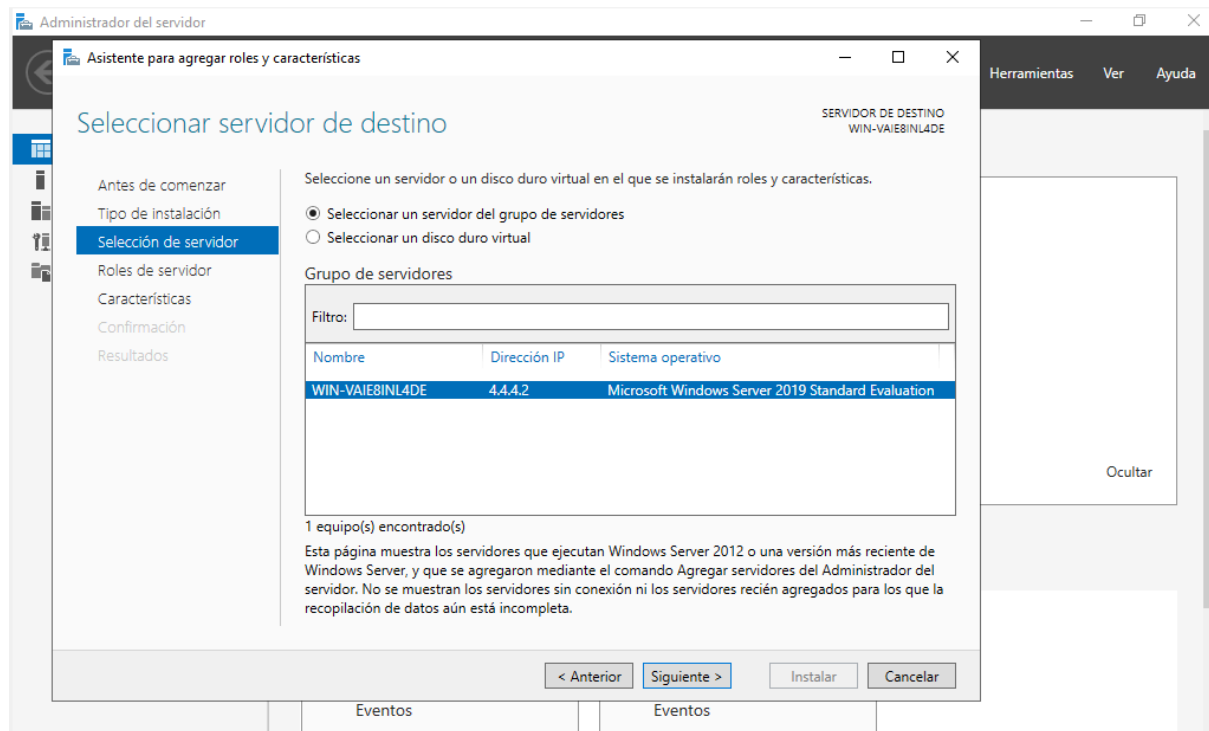 Administrador del servidor
Asistente para agregar roles y características
Herramientas Ver Ayuda
Seleccionar servidor de destino
SERVIDOR DE DESTINO
WIN-VAIE8INL4DE
Antes de comenzar
Tipo de instalación
Selección de servidor
Roles de servidor
Características
Confirmación
Resultados
Seleccione un servidor o un disco duro virtual en el que se instalarán roles y características.
Seleccionar un servidor del grupo de servidores
Seleccionar un disco duro virtual
Grupo de servidores
Filtro:
Nombre Dirección IP Sistema operativo
WIN-VAIE8INL4DE 4.4.4.2 Microsoft Windows Server 2019 Standard Evaluation
1 equipo(s) encontrado(s)
Esta página muestra los servidores que ejecutan Windows Server 2012 o una versión más reciente de
Windows Server, y que se agregaron mediante el comando Agregar servidores del Administrador del
servidor. No se muestran los servidores sin conexión ni los servidores recién agregados para los que la
recopilación de datos aún está incompleta.
Ocultar
< Anterior Siguiente > Instalar Cancelar
Eventos Eventos